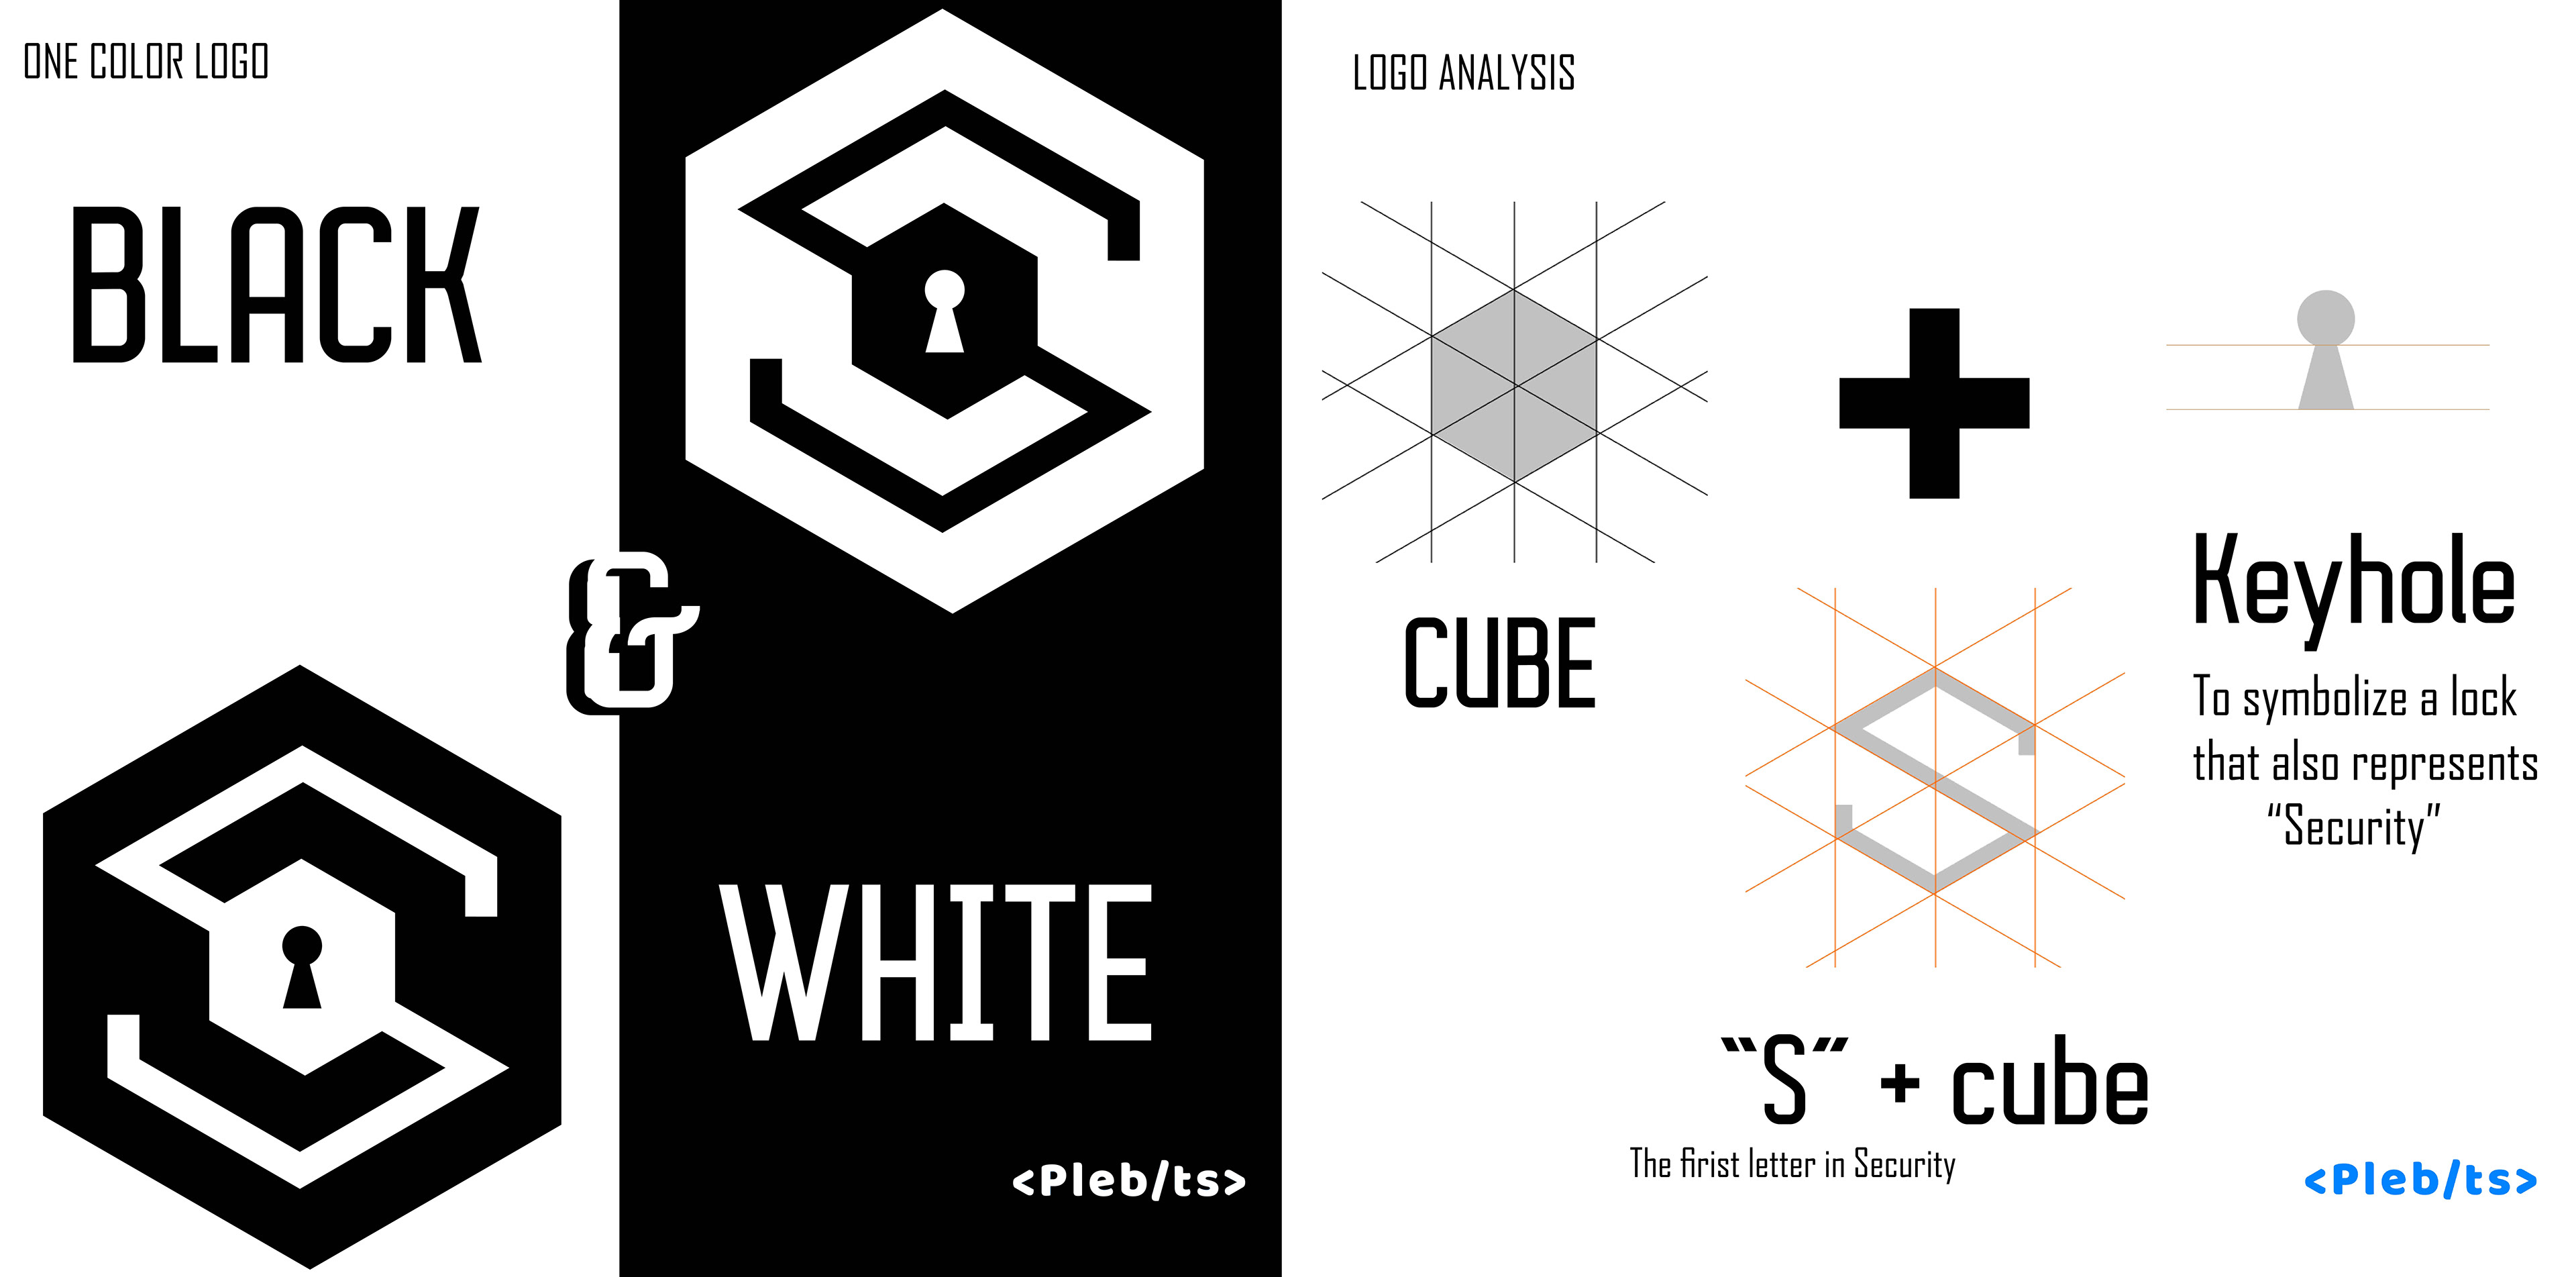 ONE COLOR LOGO
BLACK
&
WHITE
<Pleb/ts>
LOGO ANALYSIS
+
CUBE
Keyhole
To symbolize a lock
that also represents
“Security”
“S” + cube
The firist letter in Security
<Pleb/ts>